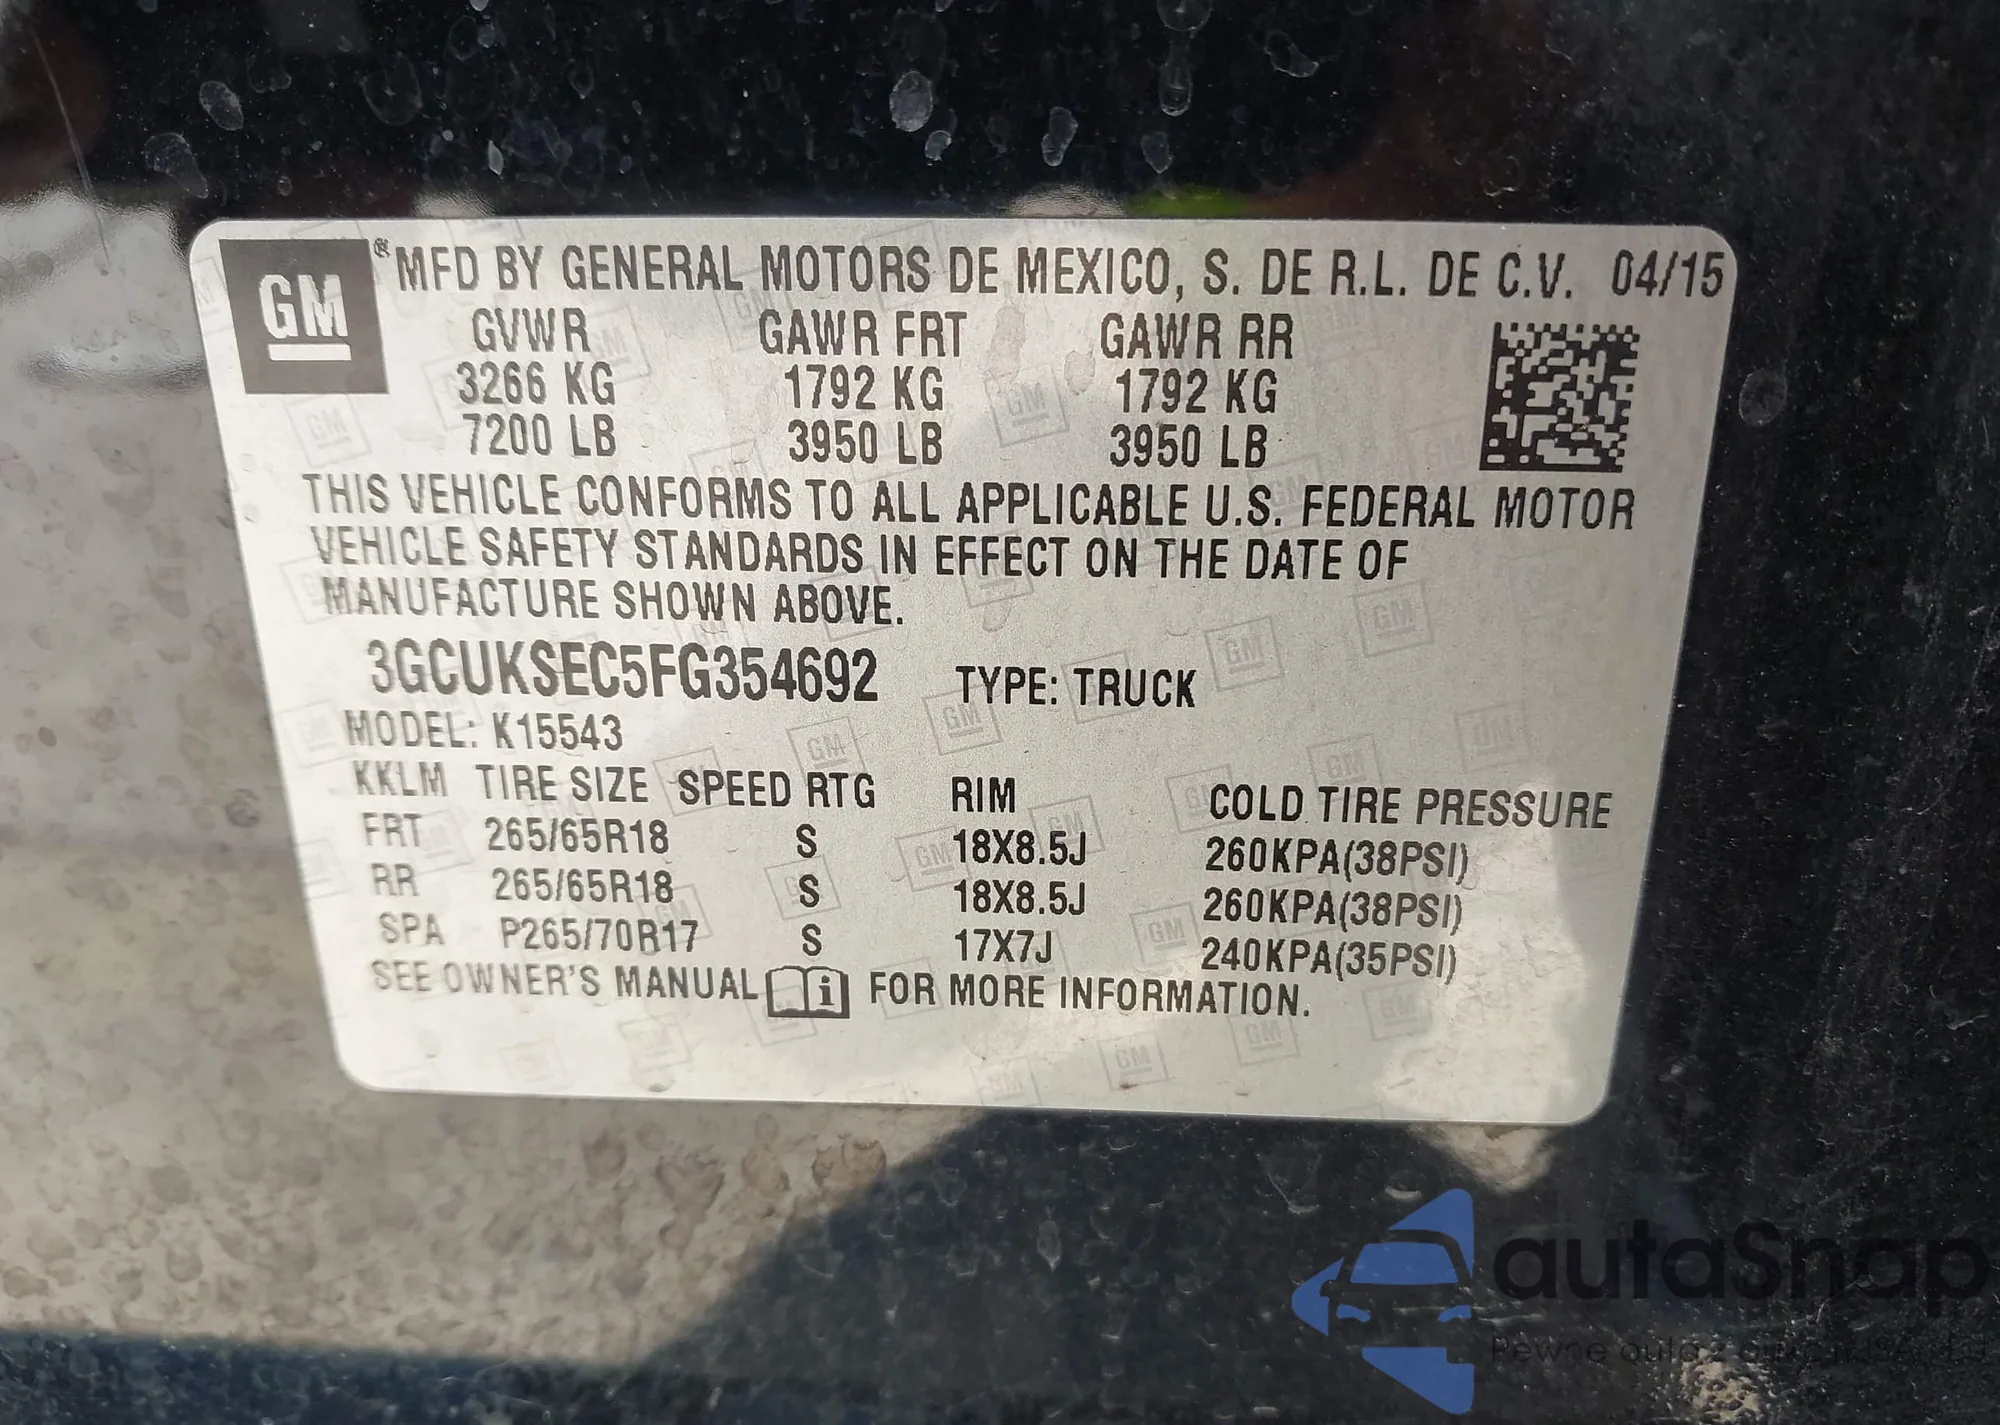 GM ® MFD BY GENERAL MOTORS DE MEXICO, S. DE R.L. DE C.V. 04/15
GVWR GAWR FRT GAWR RR
3266 KG 1792 KG 1792 KG
7200 LB 3950 LB 3950 LB
THIS VEHICLE CONFORMS TO ALL APPLICABLE U.S. FEDERAL MOTOR
VEHICLE SAFETY STANDARDS IN EFFECT ON THE DATE OF
MANUFACTURE SHOWN ABOVE.
3GCUKSEC5FG354692 TYPE: TRUCK
MODEL: K15543
KKLM TIRE SIZE SPEED RTG RIM COLD TIRE PRESSURE
FRT 265/65R18 S 18X8.5J 260KPA(38PSI)
RR 265/65R18 S 18X8.5J 260KPA(38PSI)
SPA P265/70R17 S 17X7J 240KPA(35PSI)
SEE OWNER'S MANUAL i FOR MORE INFORMATION.
autaSnap
Pewne auta z